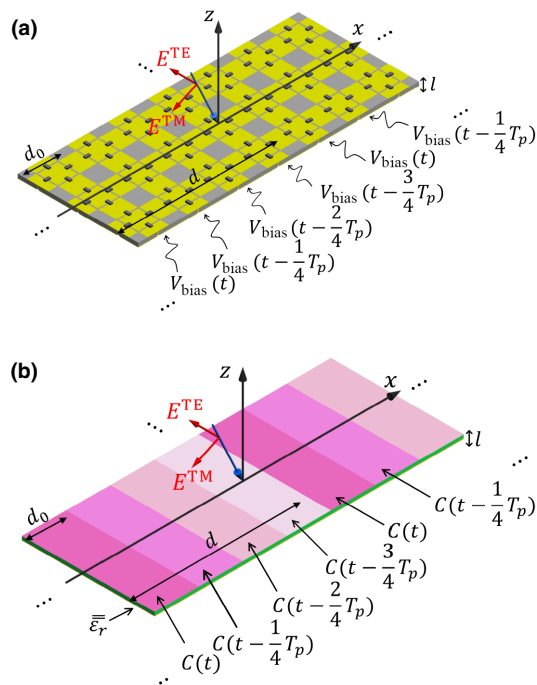 (a)
z
x
E^TE
E^TM
...
l
...
d_0
d
V_bias(t − 1/4 T_p)
V_bias(t)
V_bias(t − 3/4 T_p)
V_bias(t − 2/4 T_p)
V_bias(t − 1/4 T_p)
V_bias(t)
...
...
(b)
z
x
...
E^TE
E^TM
...
l
...
d_0
d
C(t − 1/4 T_p)
C(t)
C(t − 3/4 T_p)
C(t − 2/4 T_p)
C(t − 1/4 T_p)
C(t)
ε̿_r
...
..